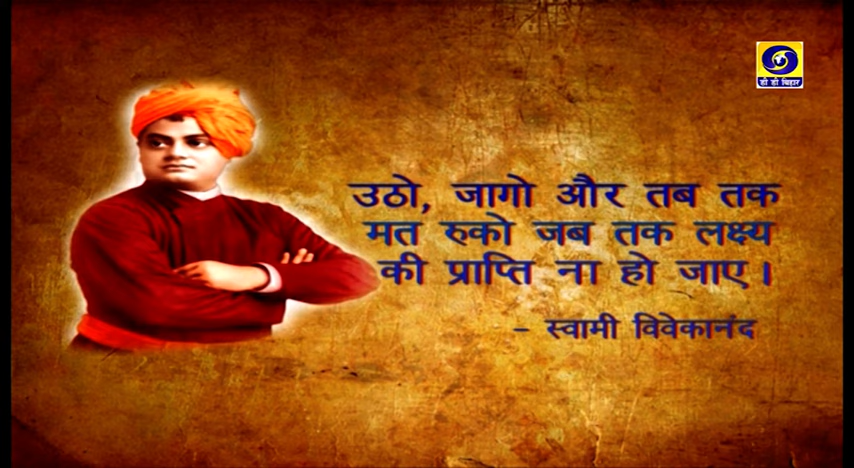 डी डी बिहार
उठो, जागो और तब तक
मत रुको जब तक लक्ष्य
की प्राप्ति ना हो जाए।
- स्वामी विवेकानंद